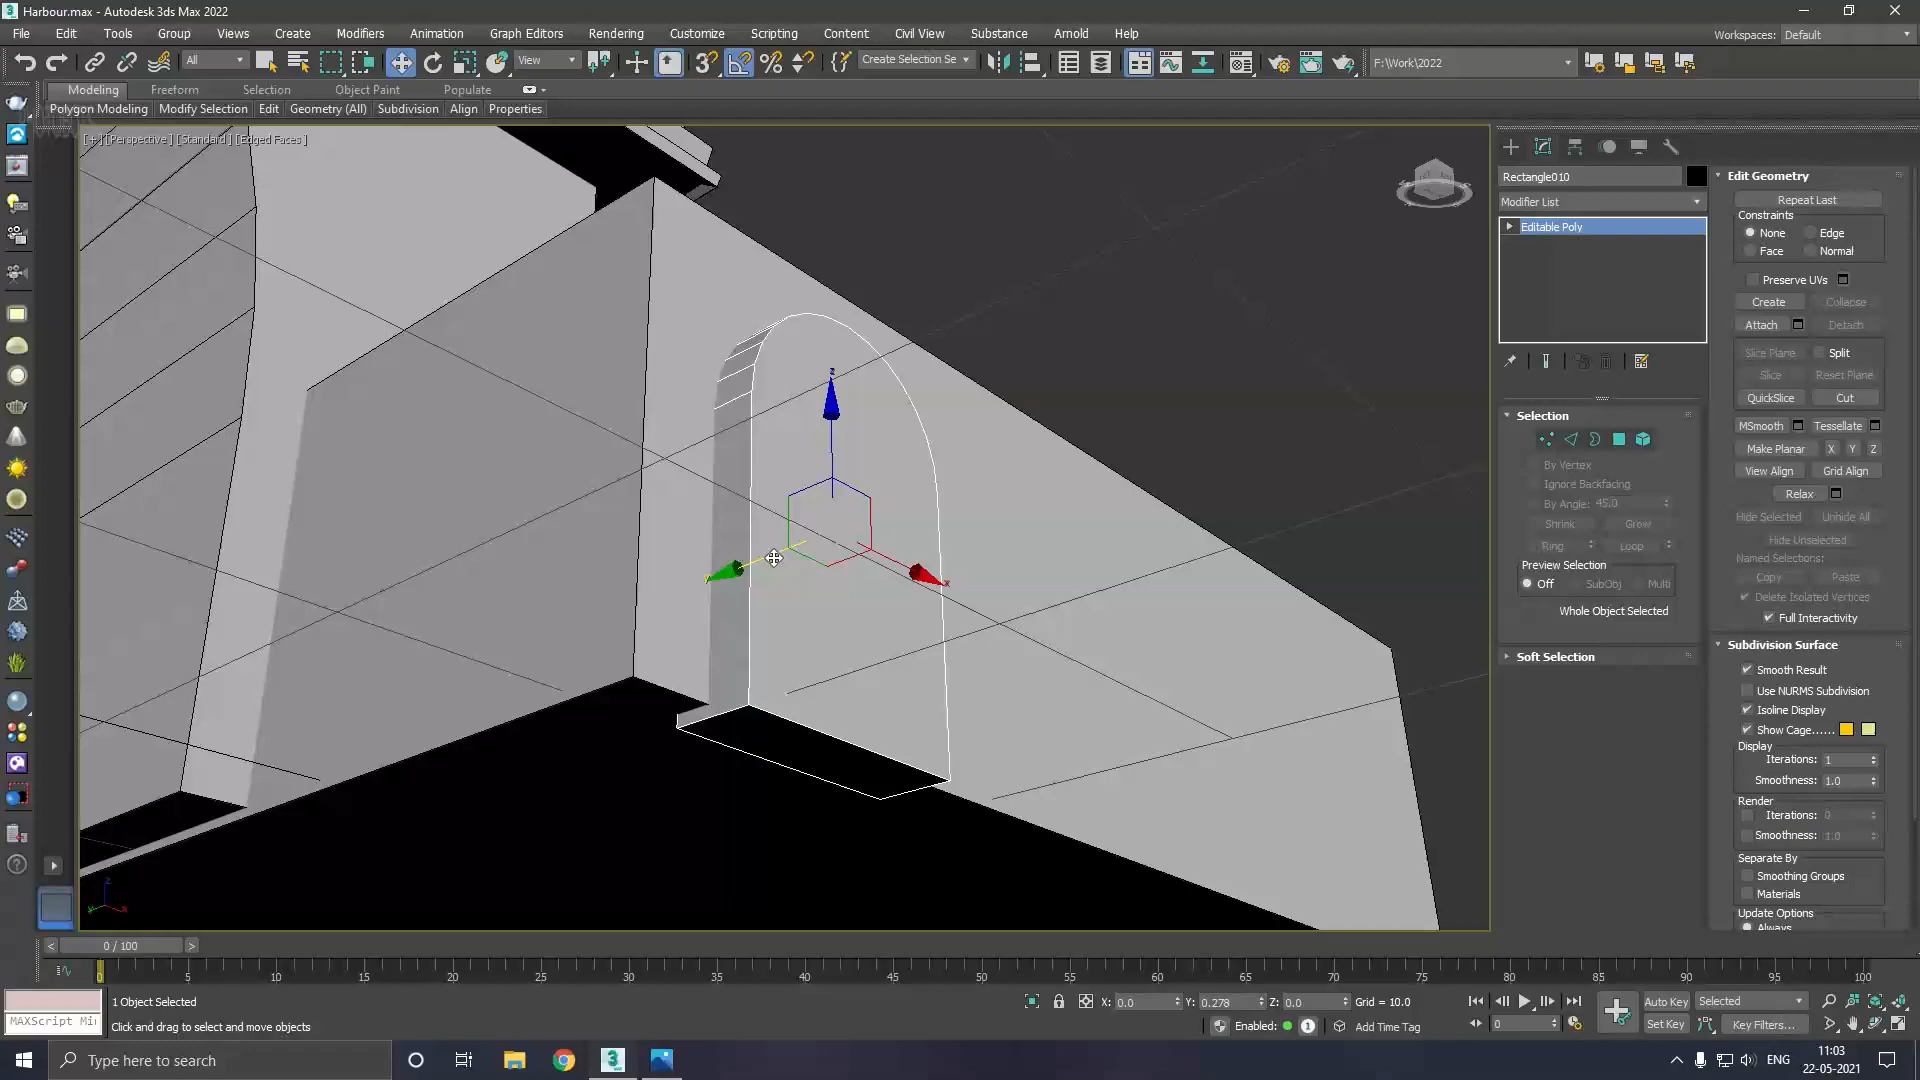 Harbour.max - Autodesk 3ds Max 2022
File Edit Tools Group Views Create Modifiers Animation Graph Editors Rendering Customize Scripting Content Civil View Substance Arnold Help
Workspaces: Default
All View Create Selection Se F:\Work\2022
Modeling Freeform Selection Object Paint Populate
Polygon Modeling Modify Selection Edit Geometry (All) Subdivision Align Properties
[+] [Perspective] [Standard] [Edged Faces]
Rectangle010
Modifier List
Editable Poly
Selection
By Vertex
Ignore Backfacing
By Angle: 45.0
Shrink Grow
Ring Loop
Preview Selection
Off SubObj Multi
Whole Object Selected
Soft Selection
Edit Geometry
Repeat Last
Constraints
None Edge
Face Normal
Preserve UVs
Create Collapse
Attach Detach
Slice Plane Split
Slice Reset Plane
QuickSlice Cut
MSmooth Tessellate
Make Planar X Y Z
View Align Grid Align
Relax
Hide Selected Unhide All
Hide Unselected
Named Selections:
Copy Paste
Delete Isolated Vertices
Full Interactivity
Subdivision Surface
Smooth Result
Use NURMS Subdivision
Isoline Display
Show Cage......
Display
Iterations: 1
Smoothness: 1.0
Render
Iterations: 0
Smoothness: 1.0
Separate By
Smoothing Groups
Materials
Update Options
Always
z
y x
z
y x
< 0 / 100 >
0 5 10 15 20 25 30 35 40 45 50 55 60 65 70 75 80 85 90 95 100
1 Object Selected X: 0.0 Y: 0.278 Z: 0.0 Grid = 10.0 Auto Key Selected
MAXScript Mi Click and drag to select and move objects Enabled: 1 Add Time Tag 0 Set Key Key Filters...
Type here to search
ENG
11:03
22-05-2021